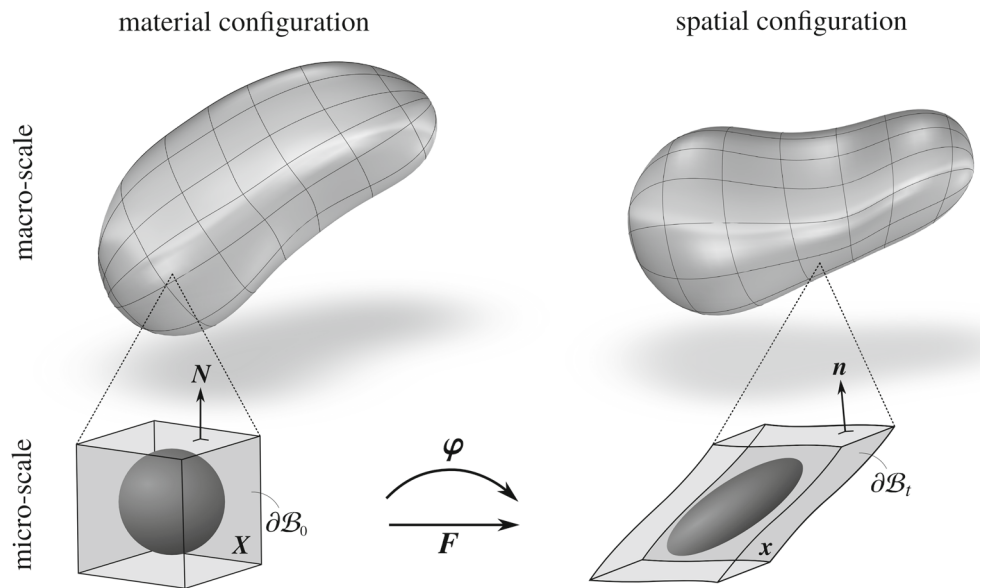 material configuration
spatial configuration
macro-scale
micro-scale
N
∂ℬ₀
X
φ
F
n
∂ℬₜ
x